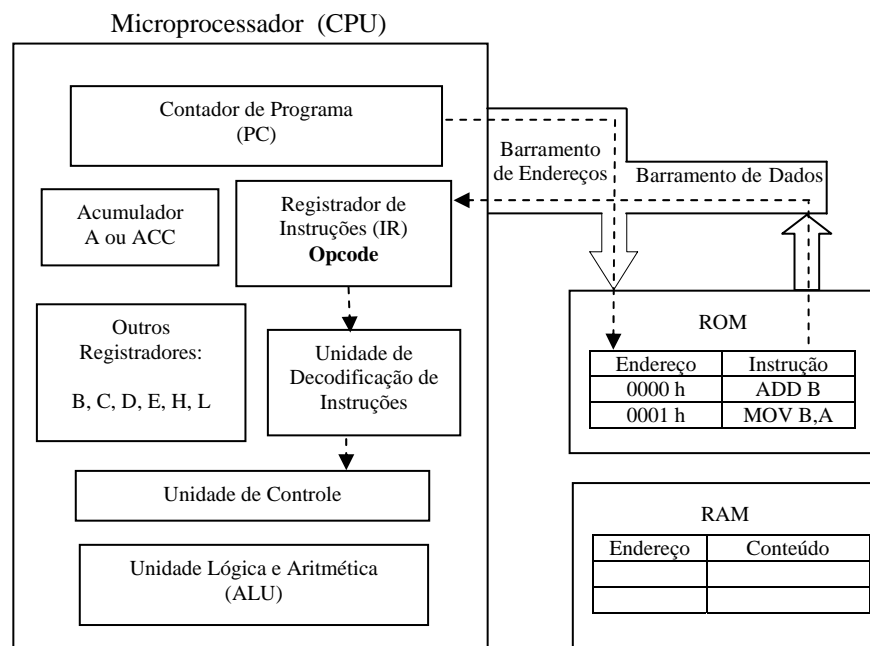 Microprocessador (CPU)
Contador de Programa
(PC)
Barramento
de Endereços
Barramento de Dados
Acumulador
A ou ACC
Registrador de
Instruções (IR)
Opcode
Outros
Registradores:
B, C, D, E, H, L
Unidade de
Decodificação de
Instruções
Unidade de Controle
Unidade Lógica e Aritmética
(ALU)
ROM
Endereço Instrução
0000 h ADD B
0001 h MOV B,A
RAM
Endereço Conteúdo